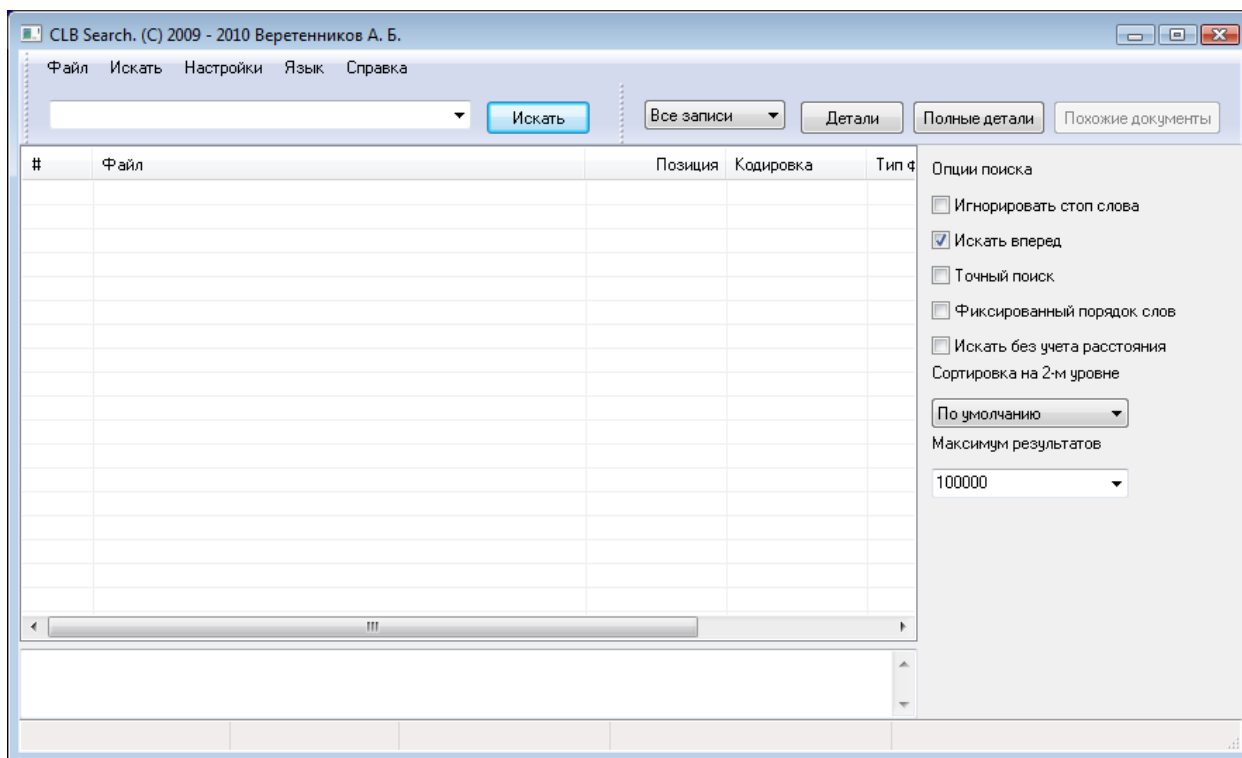 CLB Search. (C) 2009 - 2010 Веретенников А. Б.
Файл Искать Настройки Язык Справка
Искать Все записи Детали Полные детали Похожие документы
# Файл Позиция Кодировка Тип
Опции поиска
Игнорировать стоп слова
Искать вперед
Точный поиск
Фиксированный порядок слов
Искать без учета расстояния
Сортировка на 2-м уровне
По умолчанию
Максимум результатов
100000